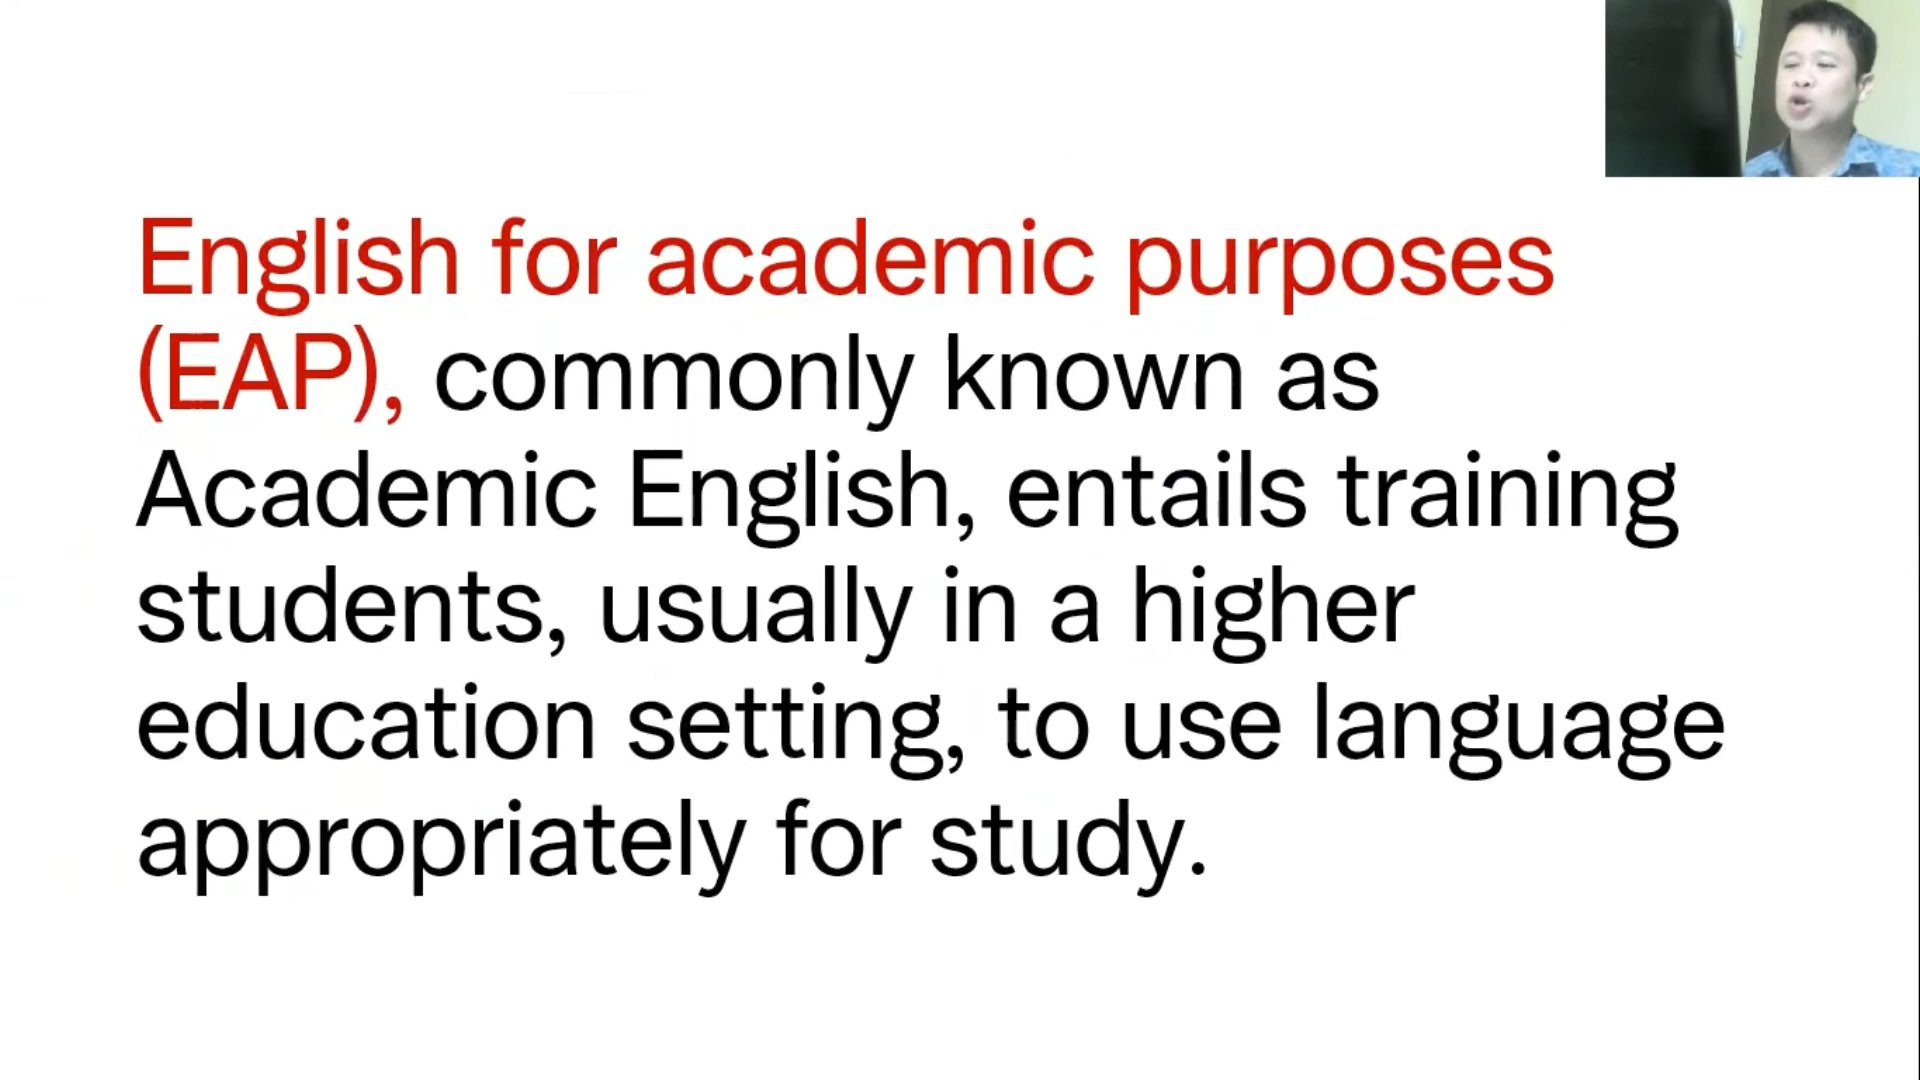 English for academic purposes
(EAP), commonly known as
Academic English, entails training
students, usually in a higher
education setting, to use language
appropriately for study.